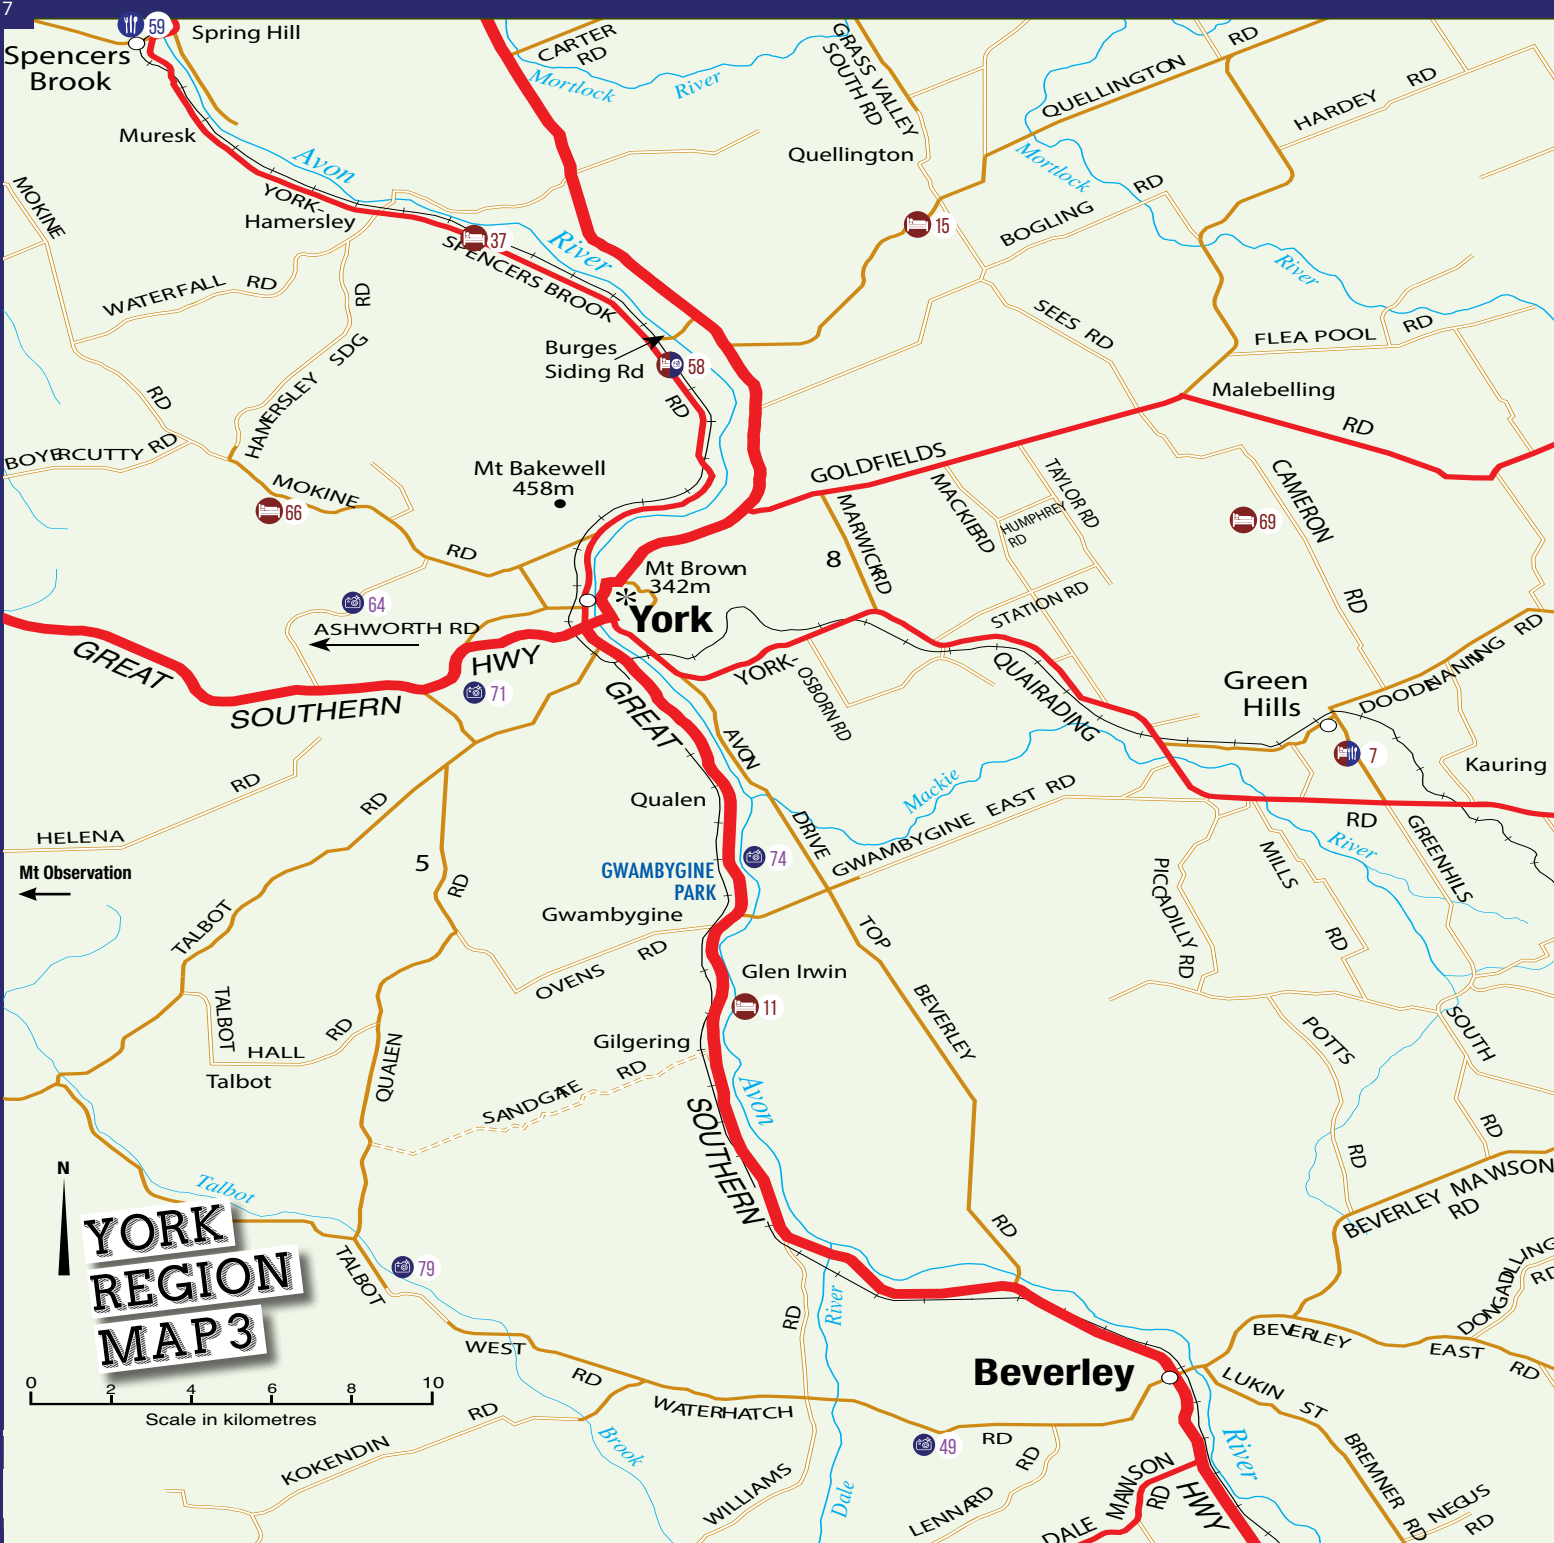 7
59
Spring Hill
Spencers
Brook
CARTER
RD
GRASS VALLEY
SOUTH RD
RD
Mortlock
River
QUELLINGTON
HARDEY
RD
Muresk
Avon
Quellington
Mortlock
MOKINE
YORK-
Hamersley
RD
BOGLING
15
37
SPENCERS BROOK
River
River
WATERFALL
RD
RD
SEES RD
FLEA POOL
RD
HAMERSLEY
SDG
Burges
Siding Rd
58
RD
Malebelling
RD
RD
BOYERCUTTY RD
Mt Bakewell
458m
GOLDFIELDS
MOKINE
66
RD
MARWICK
RD
MACKIE
RD
TAYLOR RD
HUMPHREY
RD
CAMERON
RD
69
8
Mt Brown
342m
York
64
ASHWORTH RD
STATION RD
GREAT
SOUTHERN
HWY
71
YORK-
OSBORN RD
QUAIRADING
Green
Hills
DOODENANNING
RD
7
Kauring
GREAT
AVON
Qualen
Mackie
GWAMBYGINE
EAST
RD
RD
HELENA
RD
RD
River
GREENHILS
Mt Observation
5
RD
DRIVE
GWAMBYGINE
PARK
74
MILLS
RD
PICCADILLY RD
TALBOT
Gwambygine
TOP
OVENS
RD
Glen Irwin
11
BEVERLEY
TALBOT
HALL
RD
Talbot
QUALEN
Gilgering
SANDGATE
RD
Avon
SOUTHERN
POTTS
RD
SOUTH
RD
N
Talbot
YORK
REGION
MAP 3
RD
BEVERLEY
MAWSON
RD
79
TALBOT
DONGADILLING
RD
RD
River
BEVERLEY
EAST
RD
WEST
RD
Beverley
LUKIN
ST
0
2
4
6
8
10
Scale in kilometres
RD
WATERHATCH
RD
49
KOKENDIN
Brook
WILLIAMS
Dale
LENNARD
RD
DALE
MAWSON
RD
HWY
River
BREMNER
RD
NEGUS
RD